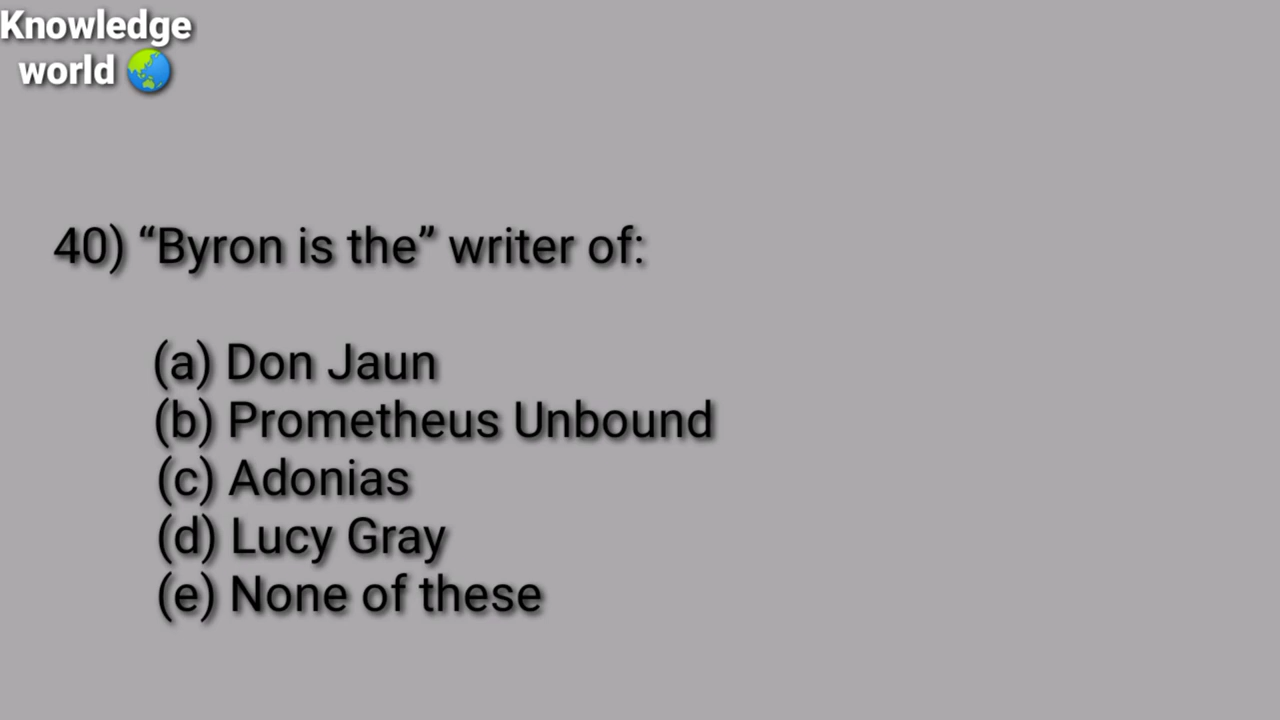 Knowledge
world 🌏
40) “Byron is the” writer of:
(a) Don Jaun
(b) Prometheus Unbound
(c) Adonias
(d) Lucy Gray
(e) None of these